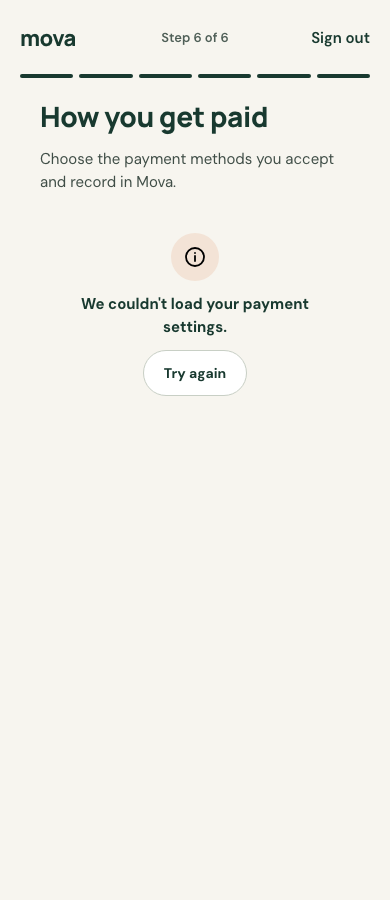 mova
Step 6 of 6
Sign out
How you get paid
Choose the payment methods you accept
and record in Mova.
We couldn't load your payment
settings.
Try again